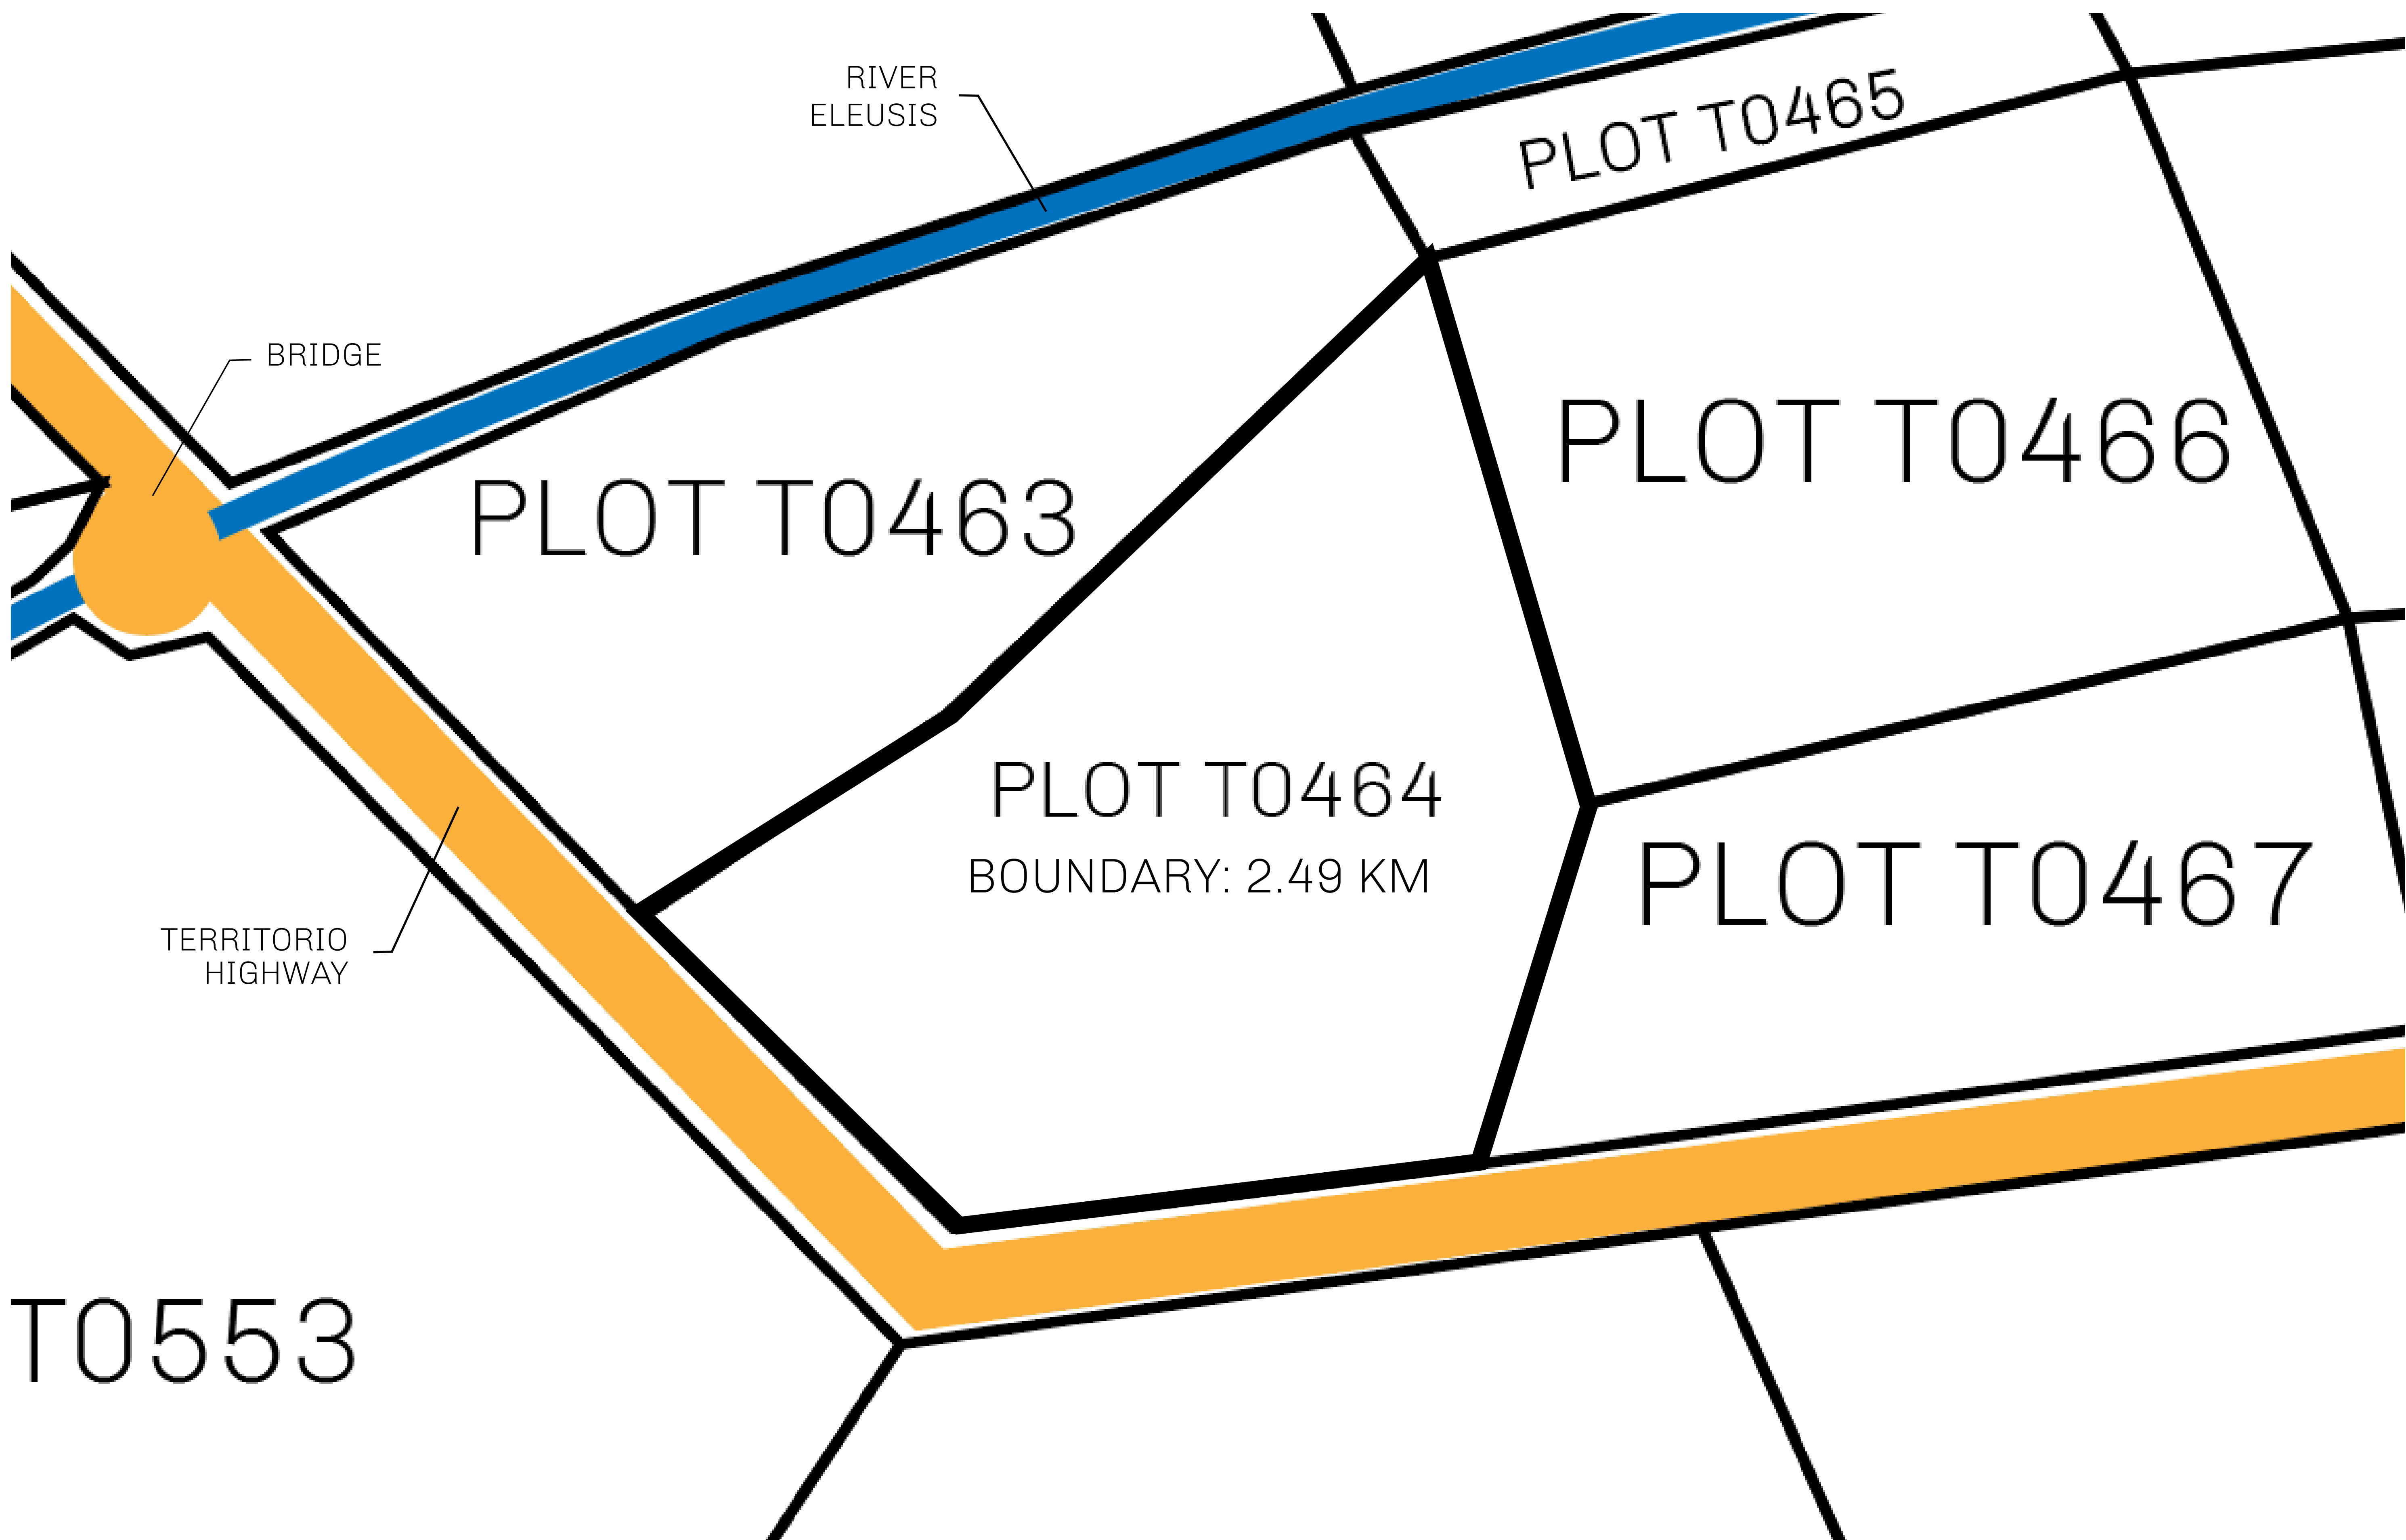 RIVER
ELEUSIS
PLOT T0465
BRIDGE
PLOT T0466
PLOT T0463
PLOT T0464
BOUNDARY: 2.49 KM
PLOT T0467
TERRITORIO
HIGHWAY
T0553